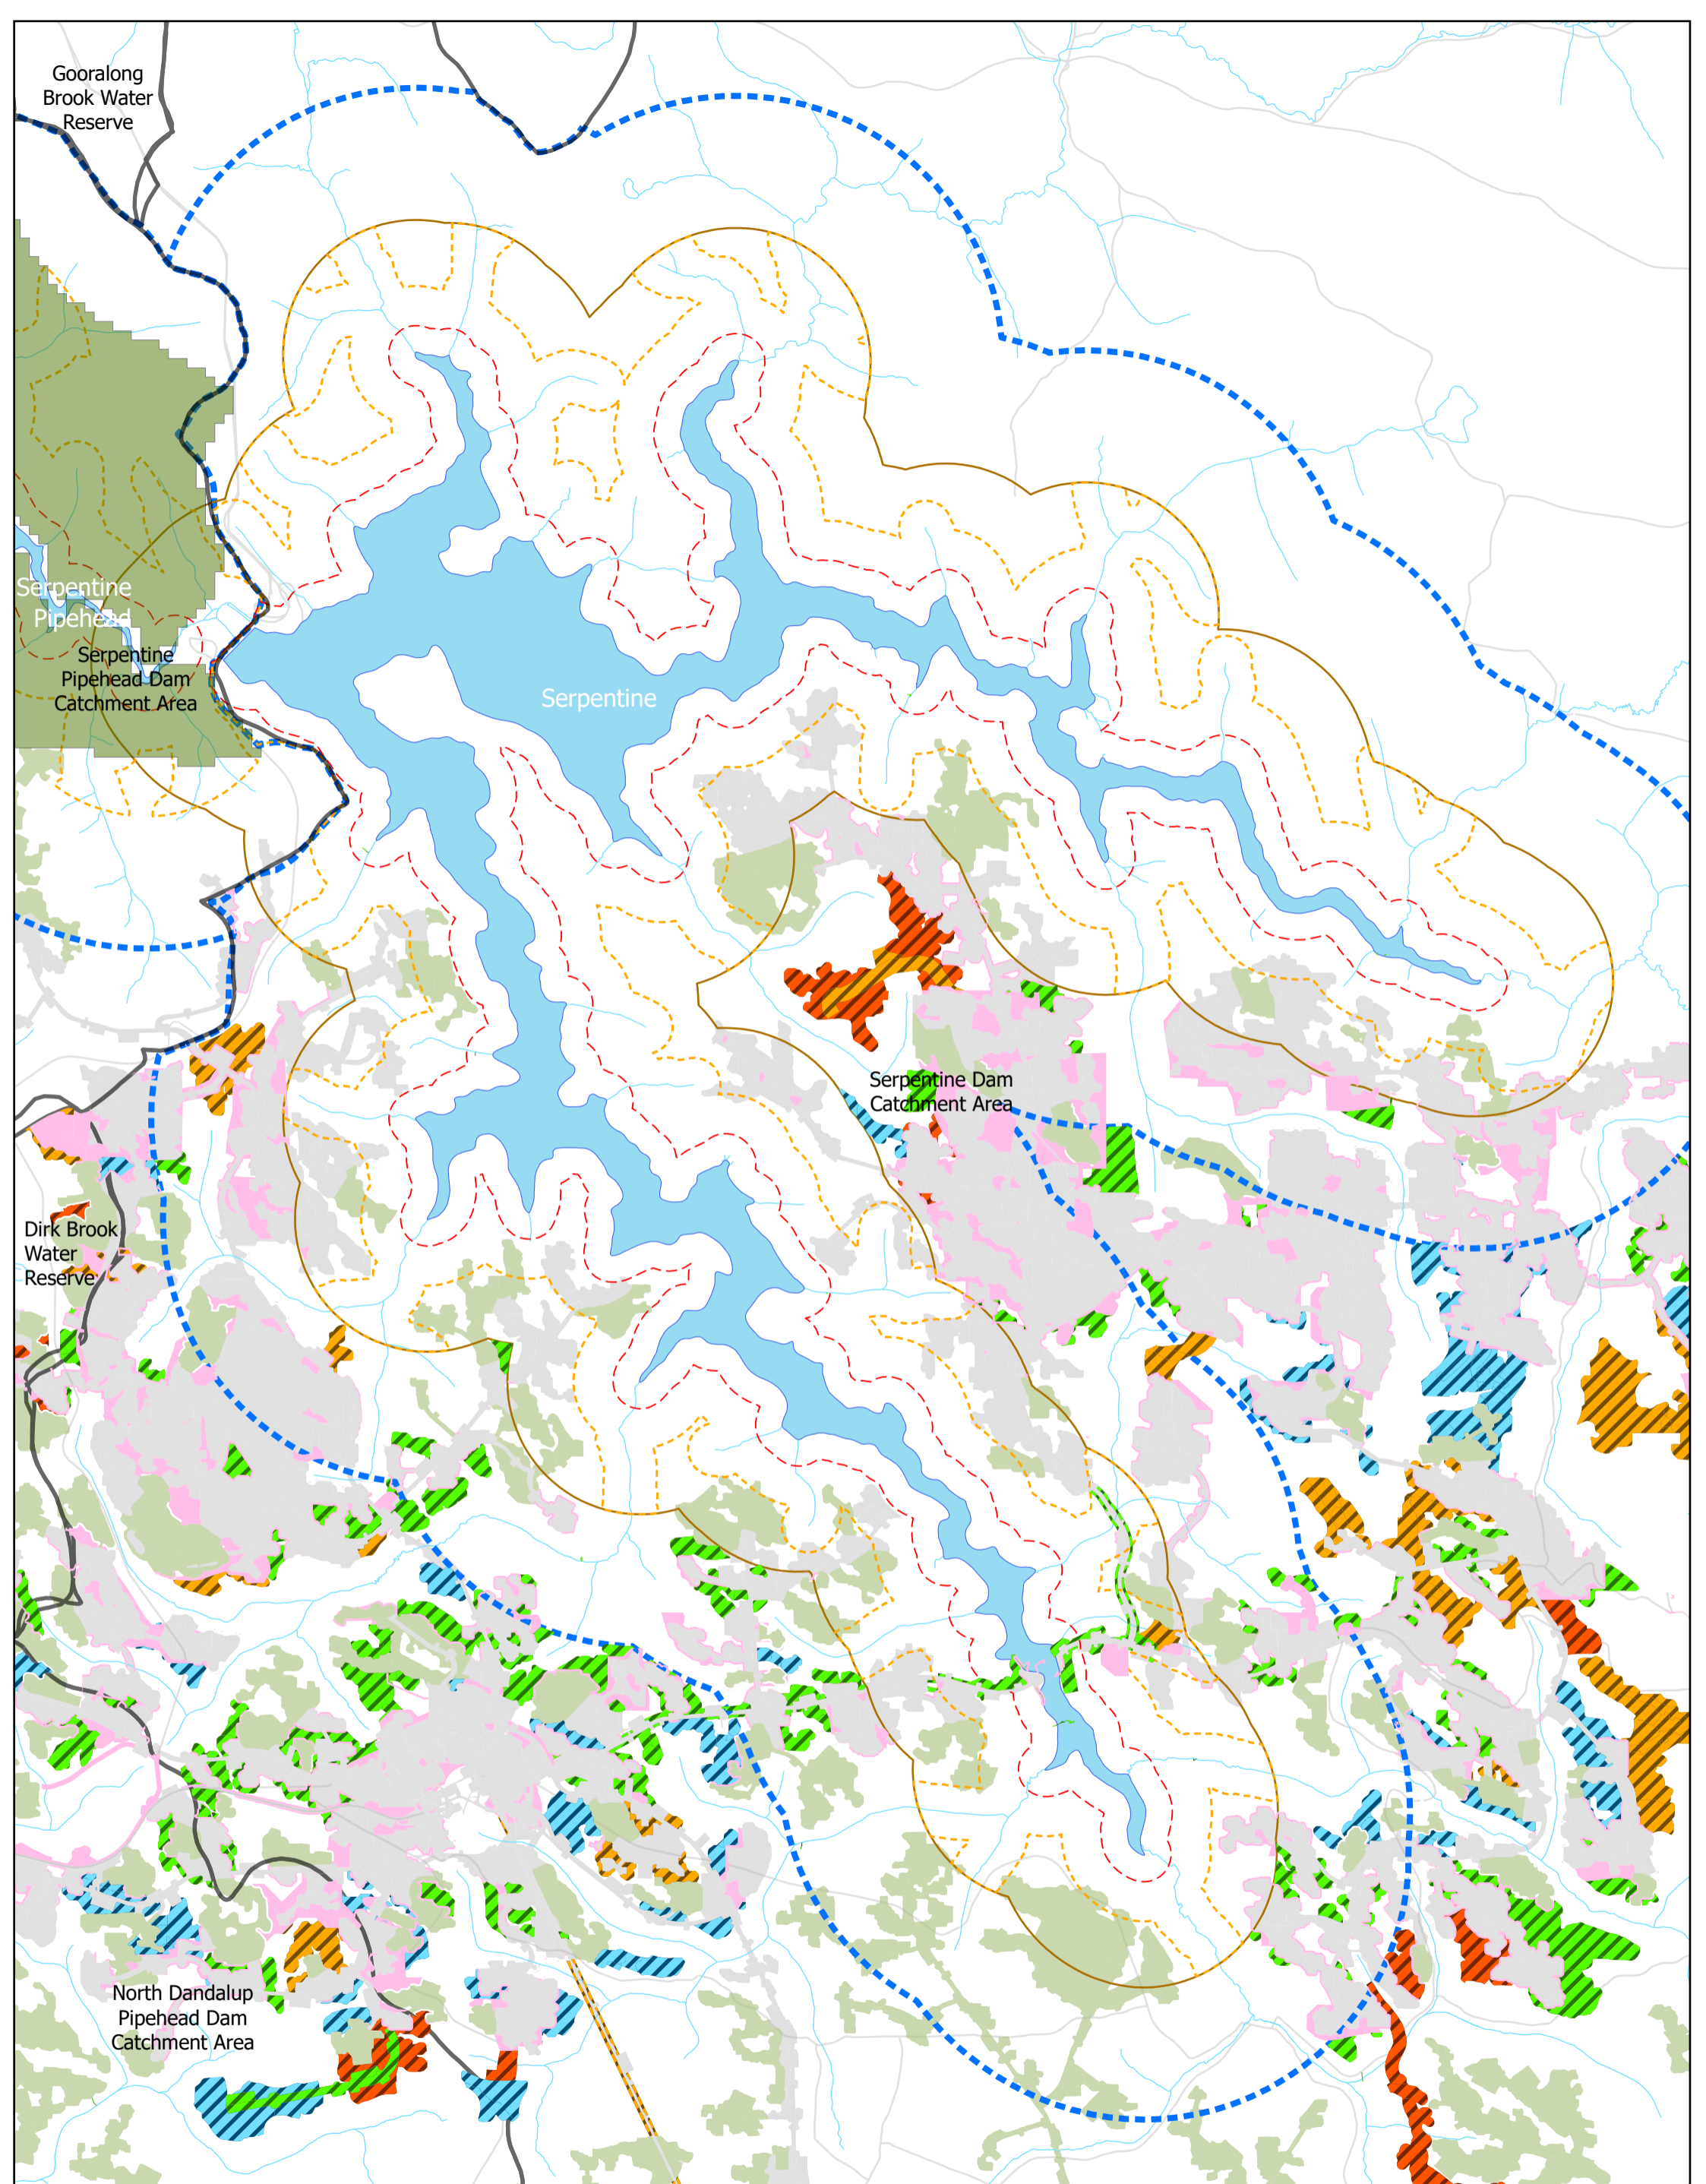 Gooralong
Brook Water
Reserve
Serpentine
Pipehead
Serpentine
Pipehead Dam
Catchment Area
Serpentine
Serpentine Dam
Catchment Area
Dirk Brook
Water
Reserve
North Dandalup
Pipehead Dam
Catchment Area